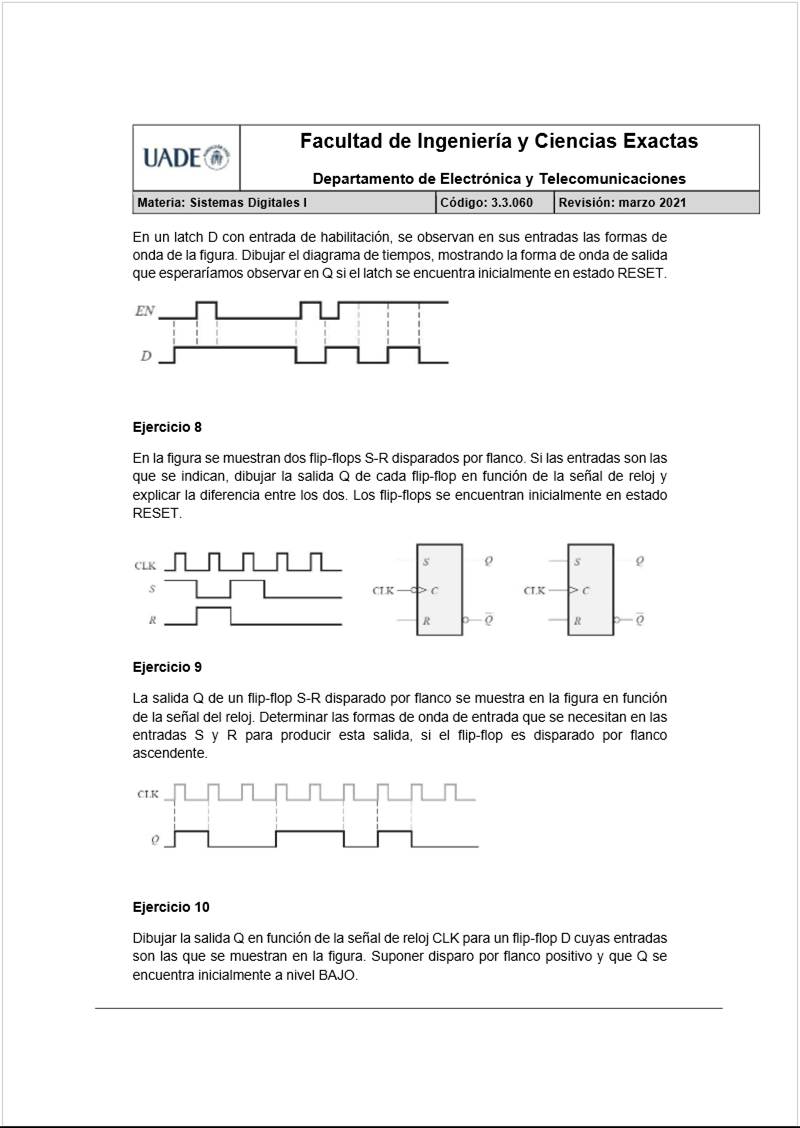 UADE
Facultad de Ingeniería y Ciencias Exactas
Departamento de Electrónica y Telecomunicaciones
Materia: Sistemas Digitales I Código: 3.3.060 Revisión: marzo 2021
En un latch D con entrada de habilitación, se observan en sus entradas las formas de
onda de la figura. Dibujar el diagrama de tiempos, mostrando la forma de onda de salida
que esperaríamos observar en Q si el latch se encuentra inicialmente en estado RESET.
EN
D
Ejercicio 8
En la figura se muestran dos flip-flops S-R disparados por flanco. Si las entradas son las
que se indican, dibujar la salida Q de cada flip-flop en función de la señal de reloj y
explicar la diferencia entre los dos. Los flip-flops se encuentran inicialmente en estado
RESET.
CLK
S
R
S Q
CLK C
R Q̅
S Q
CLK C
R Q̅
Ejercicio 9
La salida Q de un flip-flop S-R disparado por flanco se muestra en la figura en función
de la señal del reloj. Determinar las formas de onda de entrada que se necesitan en las
entradas S y R para producir esta salida, si el flip-flop es disparado por flanco
ascendente.
CLK
Q
Ejercicio 10
Dibujar la salida Q en función de la señal de reloj CLK para un flip-flop D cuyas entradas
son las que se muestran en la figura. Suponer disparo por flanco positivo y que Q se
encuentra inicialmente a nivel BAJO.